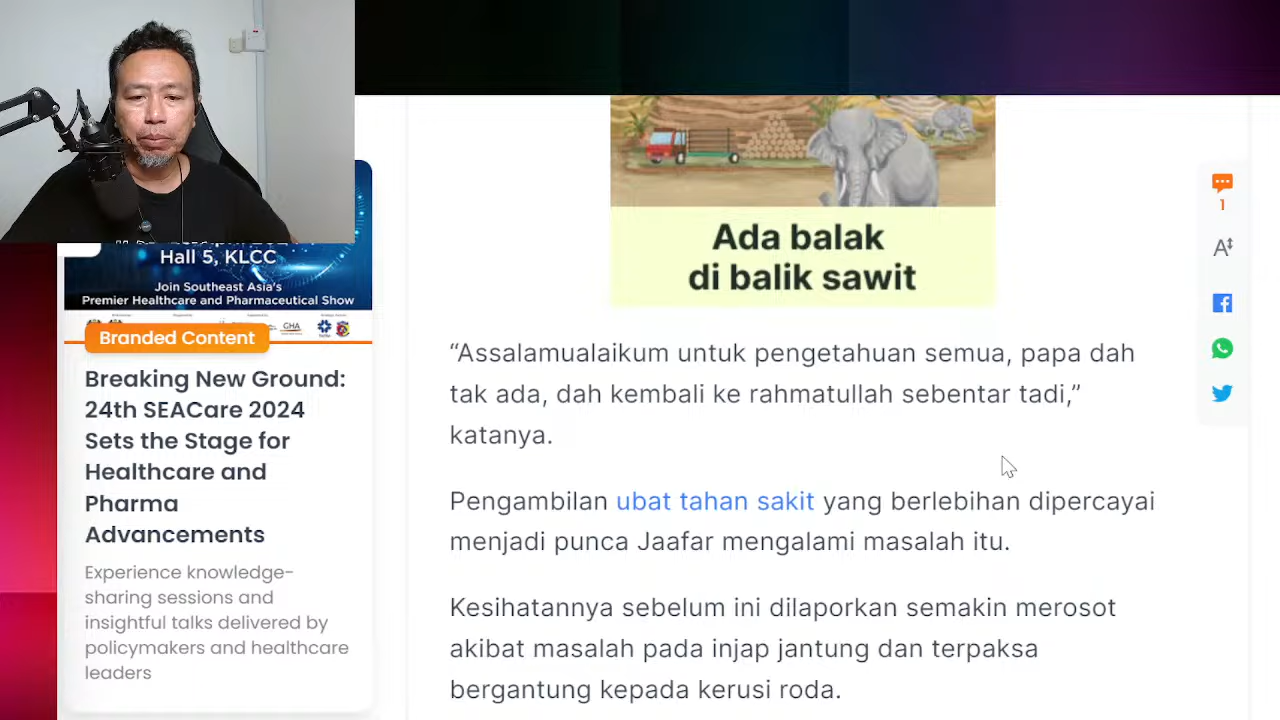 Hall 5, KLCC
Join Southeast Asia's
Premier Healthcare and Pharmaceutical Show
GHA
Branded Content
Breaking New Ground:
24th SEACare 2024
Sets the Stage for
Healthcare and
Pharma
Advancements
Experience knowledge-
sharing sessions and
insightful talks delivered by
policymakers and healthcare
leaders
Ada balak
di balik sawit
“Assalamualaikum untuk pengetahuan semua, papa dah
tak ada, dah kembali ke rahmatullah sebentar tadi,”
katanya.
Pengambilan ubat tahan sakit yang berlebihan dipercayai
menjadi punca Jaafar mengalami masalah itu.
Kesihatannya sebelum ini dilaporkan semakin merosot
akibat masalah pada injap jantung dan terpaksa
bergantung kepada kerusi roda.
1
A